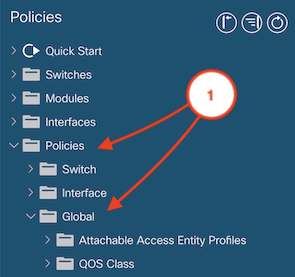 Policies
Quick Start
Switches
Modules
Interfaces
1
Policies
Switch
Interface
Global
Attachable Access Entity Profiles
QOS Class